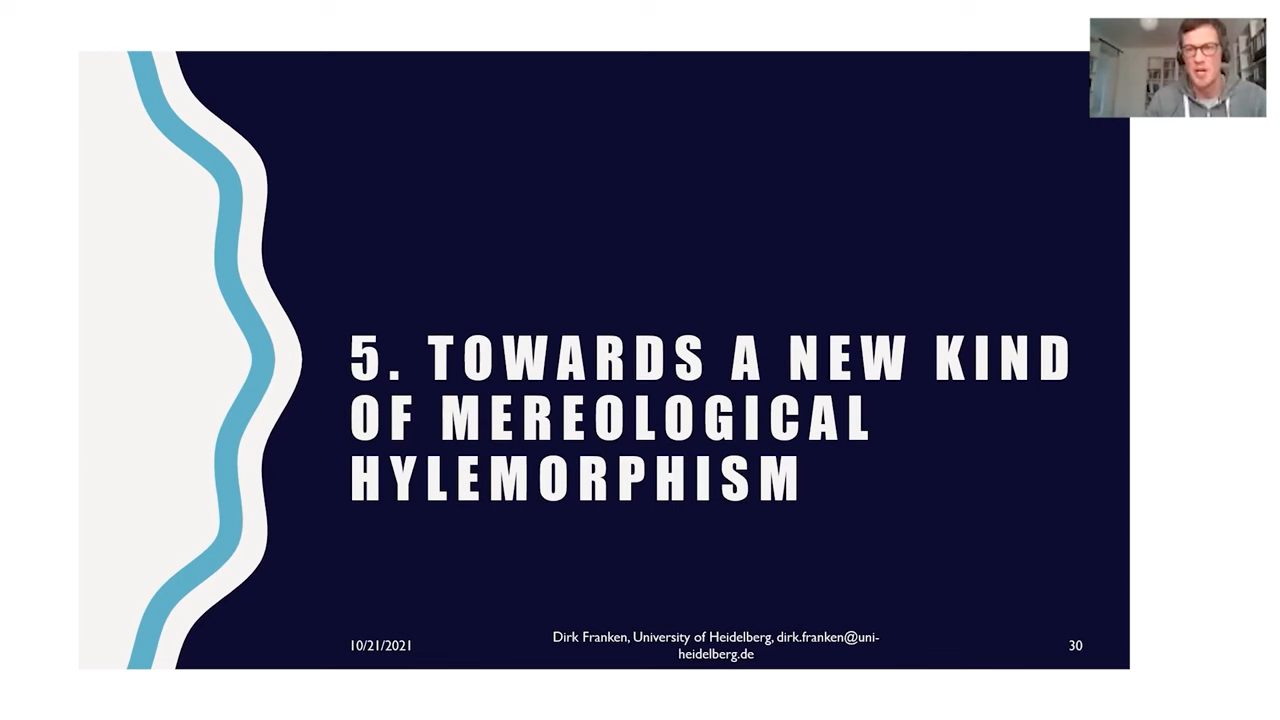 5. TOWARDS A NEW KIND
OF MEREOLOGICAL
HYLEMORPHISM
10/21/2021
Dirk Franken, University of Heidelberg, dirk.franken@uni-
heidelberg.de
30